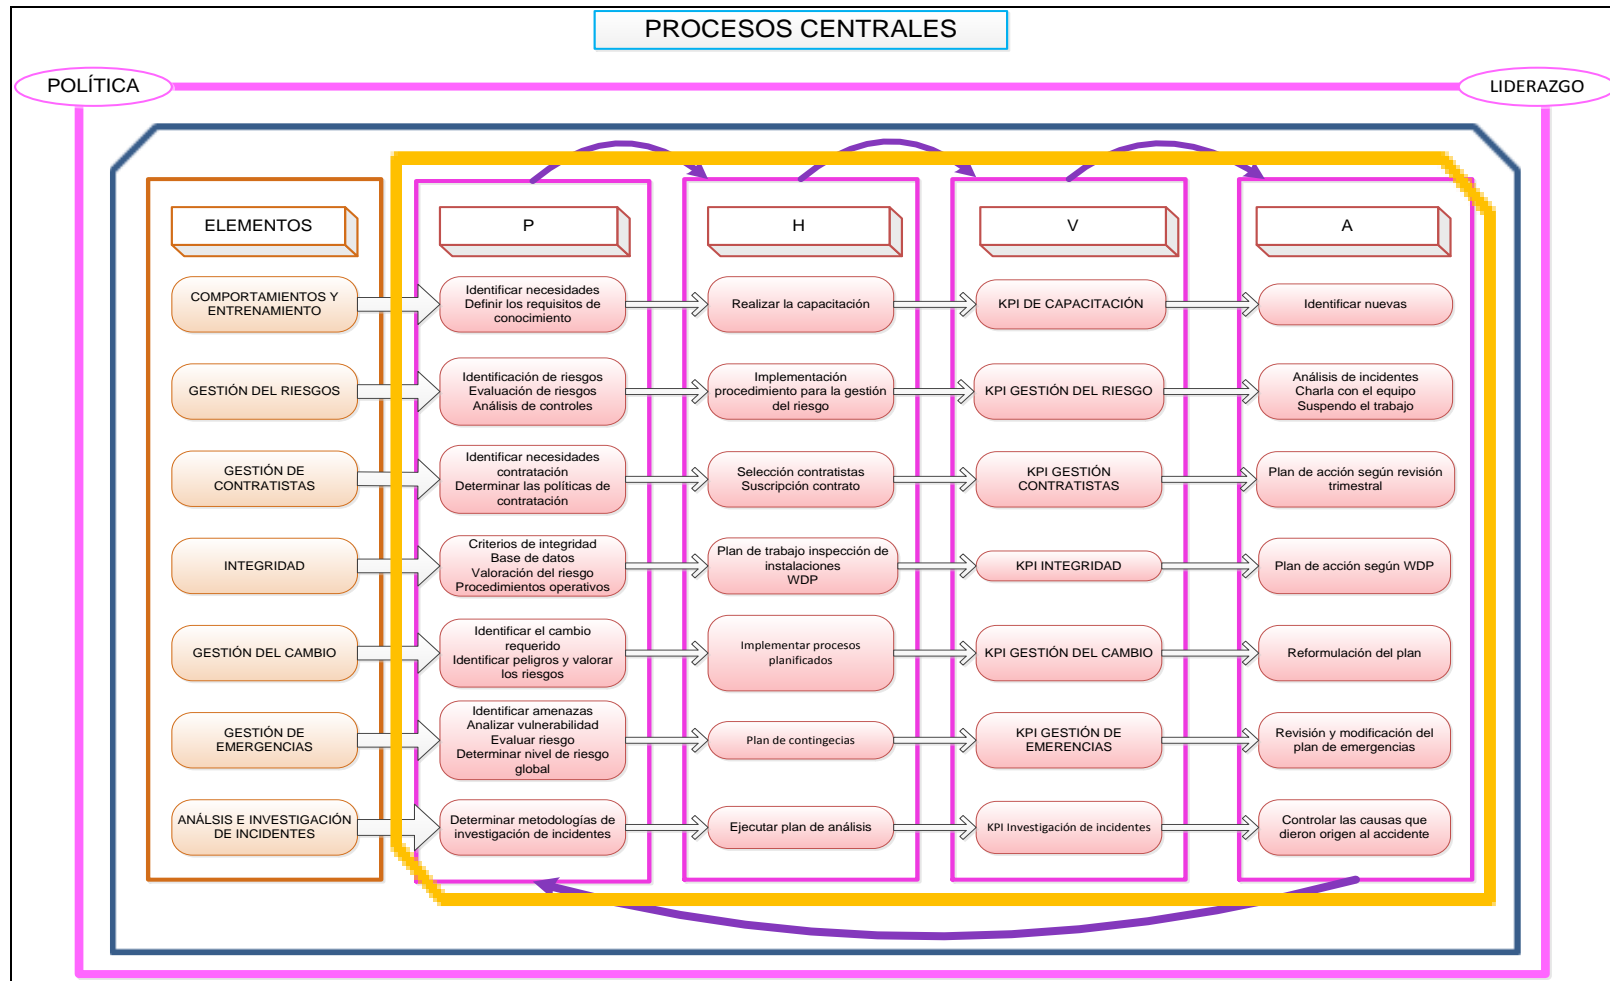 PROCESOS CENTRALES
POLÍTICA
LIDERAZGO
ELEMENTOS
P
H
V
A
COMPORTAMIENTOS Y
ENTRENAMIENTO
Identificar necesidades
Definir los requisitos de
conocimiento
Realizar la capacitación
KPI DE CAPACITACIÓN
Identificar nuevas
GESTIÓN DEL RIESGOS
Identificación de riesgos
Evaluación de riesgos
Análisis de controles
Implementación
procedimiento para la gestión
del riesgo
KPI GESTIÓN DEL RIESGO
Análisis de incidentes
Charla con el equipo
Suspendo el trabajo
GESTIÓN DE
CONTRATISTAS
Identificar necesidades
contratación
Determinar las políticas de
contratación
Selección contratistas
Suscripción contrato
KPI GESTIÓN
CONTRATISTAS
Plan de acción según revisión
trimestral
INTEGRIDAD
Criterios de integridad
Base de datos
Valoración del riesgo
Procedimientos operativos
Plan de trabajo inspección de
instalaciones
WDP
KPI INTEGRIDAD
Plan de acción según WDP
GESTIÓN DEL CAMBIO
Identificar el cambio
requerido
Identificar peligros y valorar
los riesgos
Implementar procesos
planificados
KPI GESTIÓN DEL CAMBIO
Reformulación del plan
GESTIÓN DE
EMERGENCIAS
Identificar amenazas
Analizar vulnerabilidad
Evaluar riesgo
Determinar nivel de riesgo
global
Plan de contingecias
KPI GESTIÓN DE
EMERENCIAS
Revisión y modificación del
plan de emergencias
ANÁLSIS E INVESTIGACIÓN
DE INCIDENTES
Determinar metodologías de
investigación de incidentes
Ejecutar plan de análisis
KPI Investigación de incidentes
Controlar las causas que
dieron origen al accidente